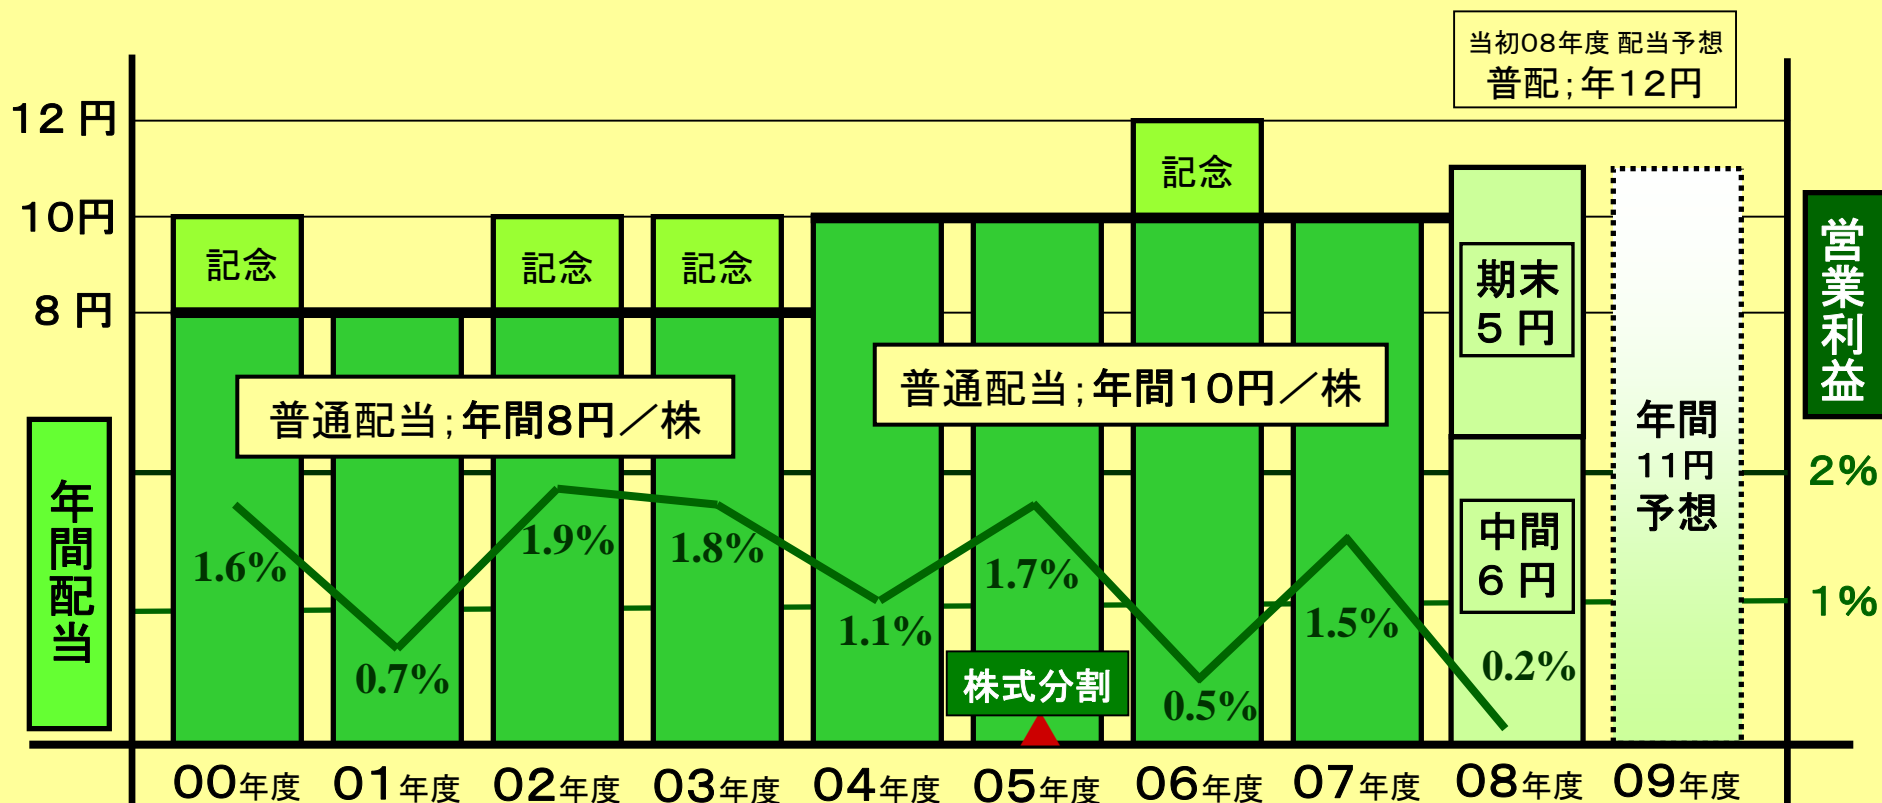 当初08年度 配当予想
普配;年12円
12 円
10円
8 円
記念
記念
記念
記念
営業利益
期末
5 円
普通配当;年間8円／株
普通配当;年間10円／株
年間
11円
予想
年間配当
2%
1%
中間
6 円
1.6%
0.7%
1.9%
1.8%
1.1%
1.7%
0.5%
1.5%
0.2%
株式分割
00年度 01年度 02年度 03年度 04年度 05年度 06年度 07年度 08年度 09年度